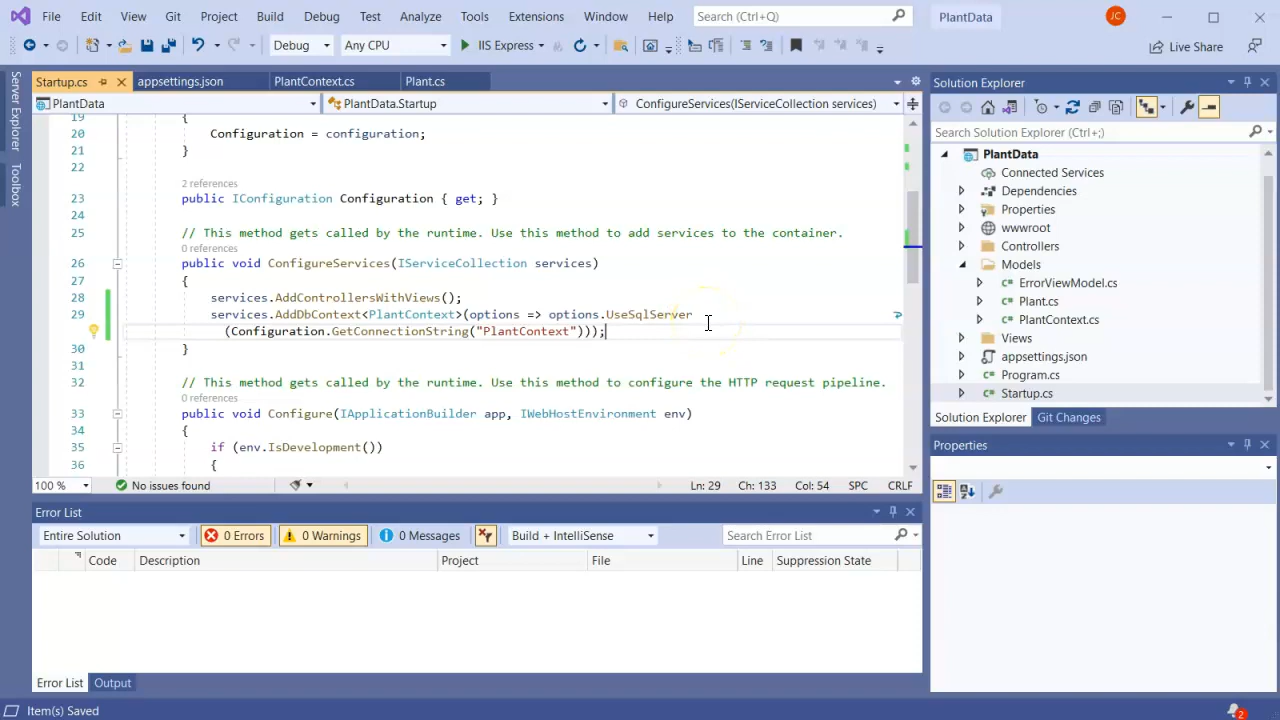 File Edit View Git Project Build Debug Test Analyze Tools Extensions Window Help Search (Ctrl+Q) PlantData JC
Debug Any CPU IIS Express Live Share
Server Explorer
Toolbox
Startup.cs appsettings.json PlantContext.cs Plant.cs
PlantData PlantData.Startup ConfigureServices(IServiceCollection services)
19 {
20 Configuration = configuration;
21 }
22
2 references
23 public IConfiguration Configuration { get; }
24
25 // This method gets called by the runtime. Use this method to add services to the container.
0 references
26 public void ConfigureServices(IServiceCollection services)
27 {
28 services.AddControllersWithViews();
29 services.AddDbContext<PlantContext>(options => options.UseSqlServer
(Configuration.GetConnectionString("PlantContext")));
30 }
31
32 // This method gets called by the runtime. Use this method to configure the HTTP request pipeline.
0 references
33 public void Configure(IApplicationBuilder app, IWebHostEnvironment env)
34 {
35 if (env.IsDevelopment())
36 {
100 % No issues found Ln: 29 Ch: 133 Col: 54 SPC CRLF
Error List
Entire Solution 0 Errors 0 Warnings 0 Messages Build + IntelliSense Search Error List
Code Description Project File Line Suppression State
Error List Output
Solution Explorer
Search Solution Explorer (Ctrl+;)
PlantData
Connected Services
Dependencies
Properties
wwwroot
Controllers
Models
ErrorViewModel.cs
Plant.cs
PlantContext.cs
Views
appsettings.json
Program.cs
Startup.cs
Solution Explorer Git Changes
Properties
Item(s) Saved 2